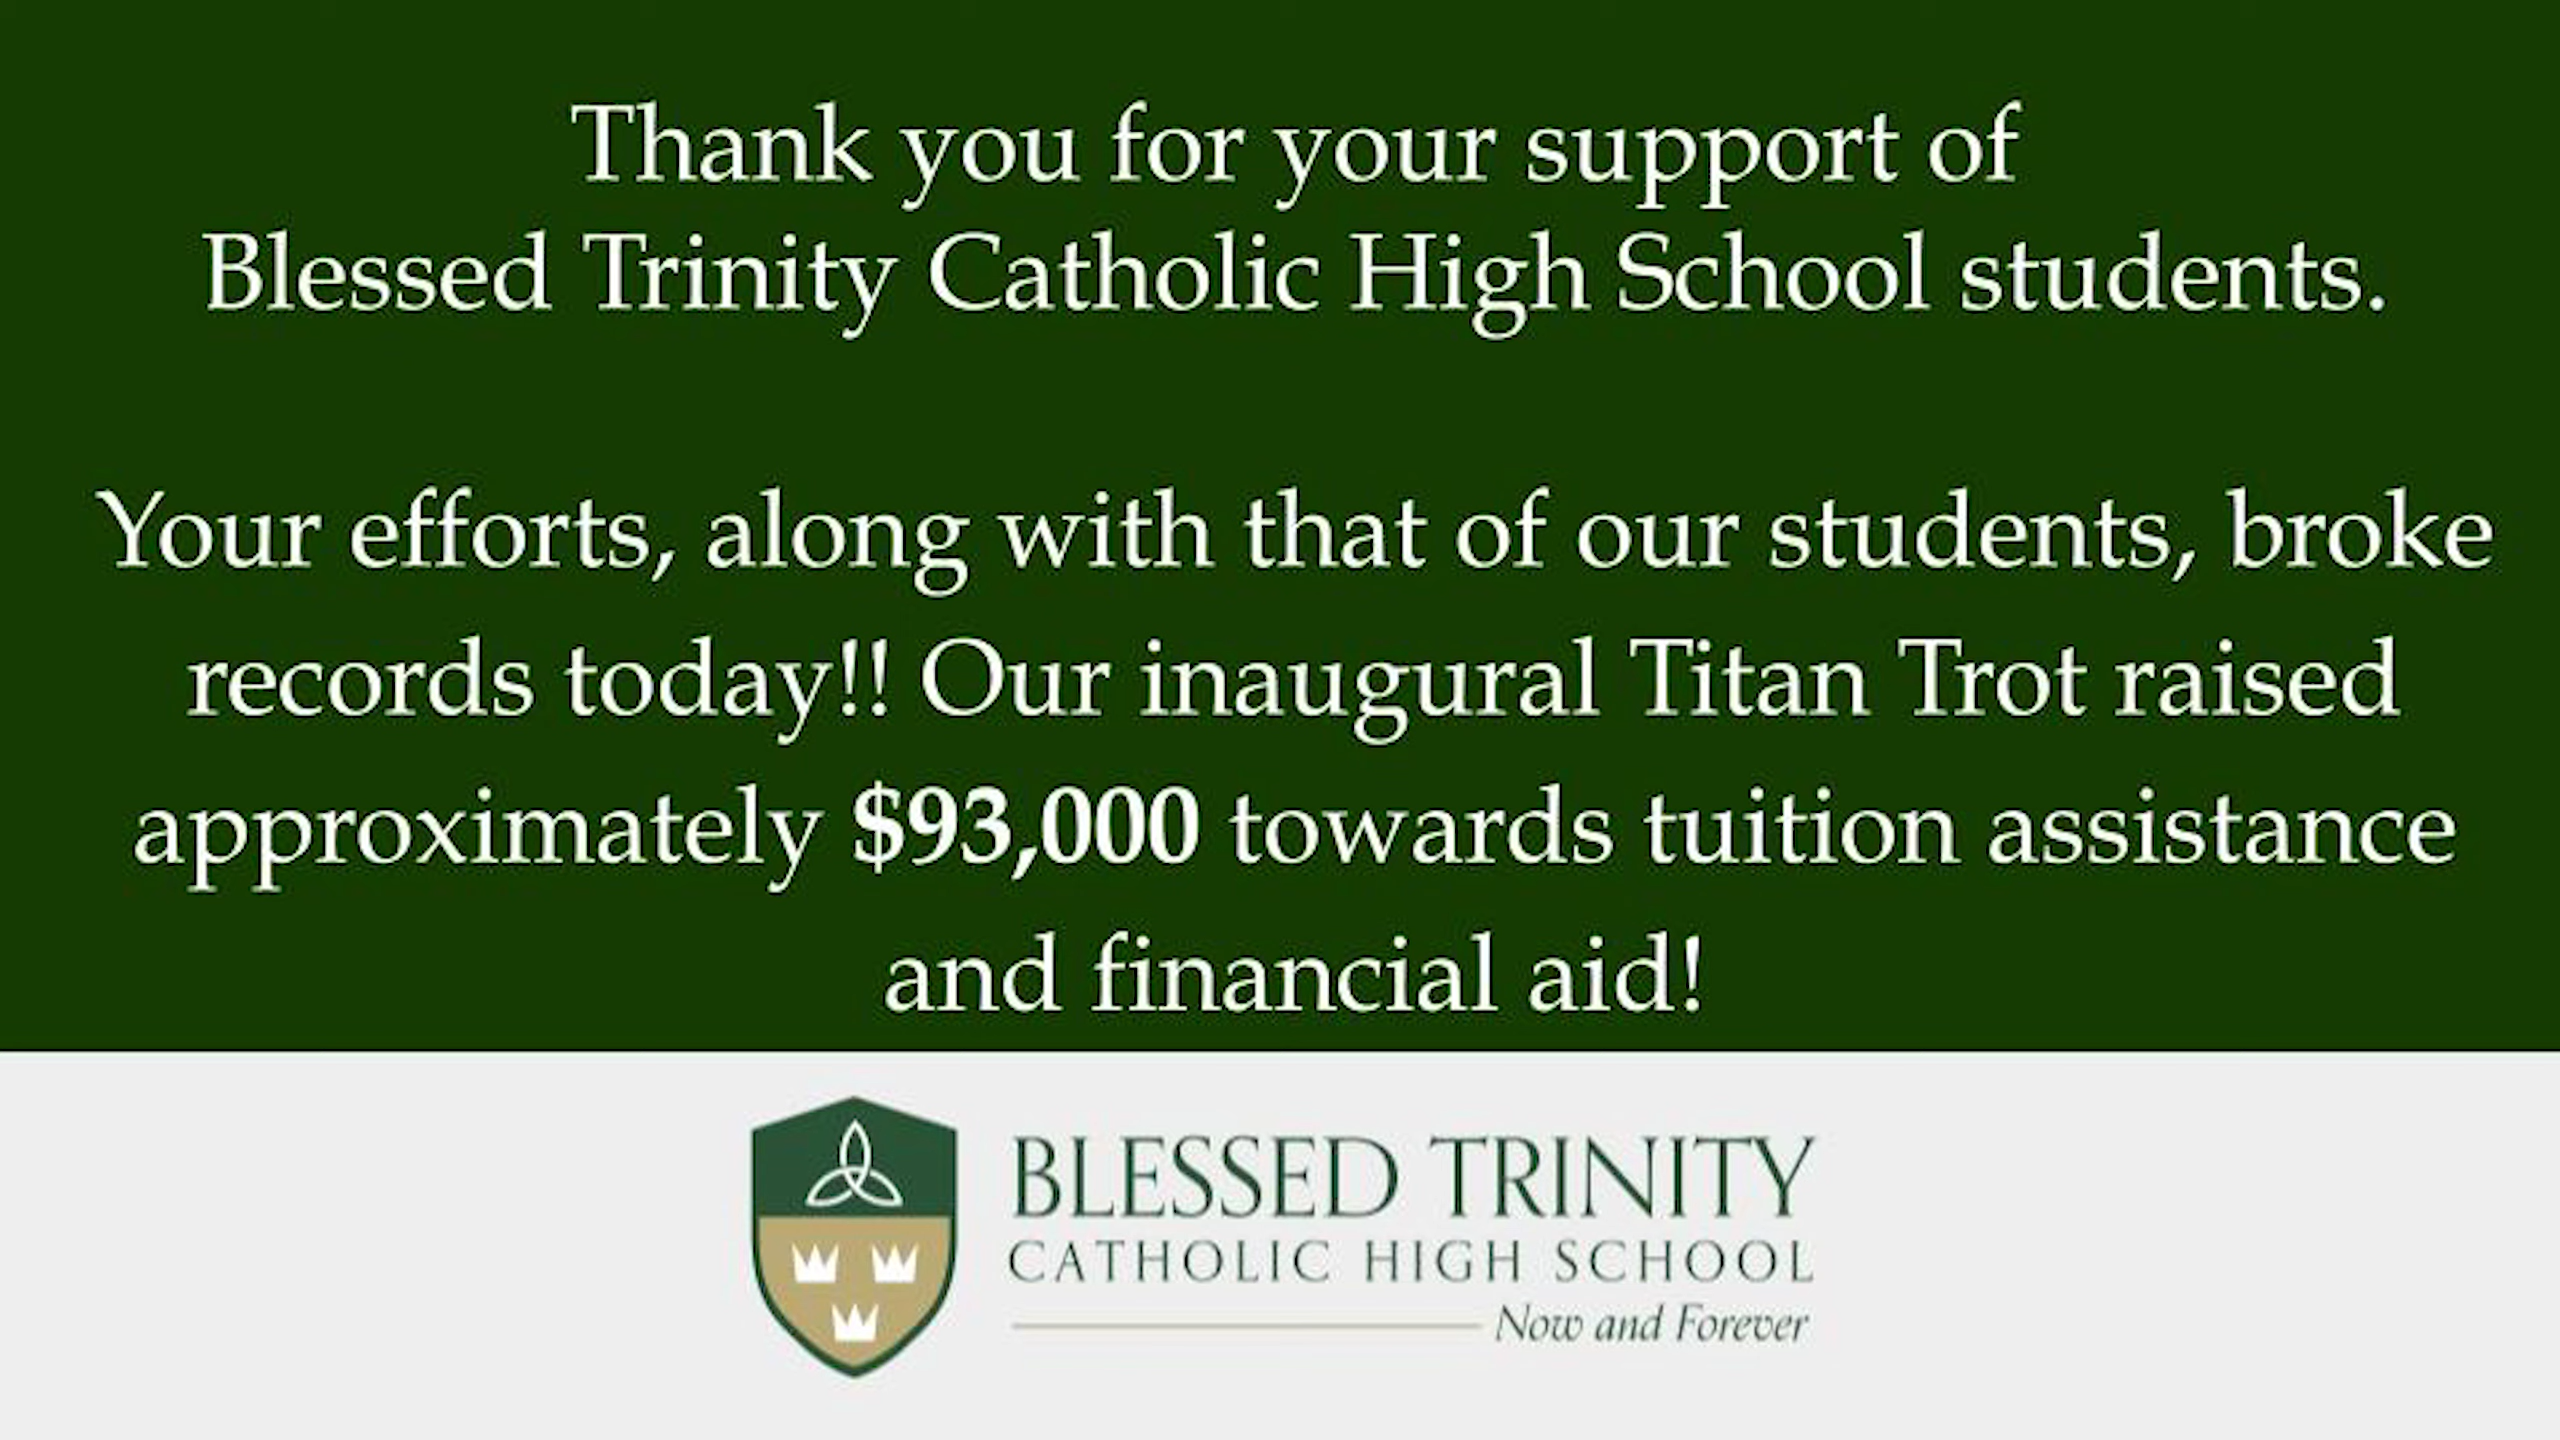 Thank you for your support of
Blessed Trinity Catholic High School students.
Your efforts, along with that of our students, broke
records today!! Our inaugural Titan Trot raised
approximately $93,000 towards tuition assistance
and financial aid!
BLESSED TRINITY
CATHOLIC HIGH SCHOOL
Now and Forever